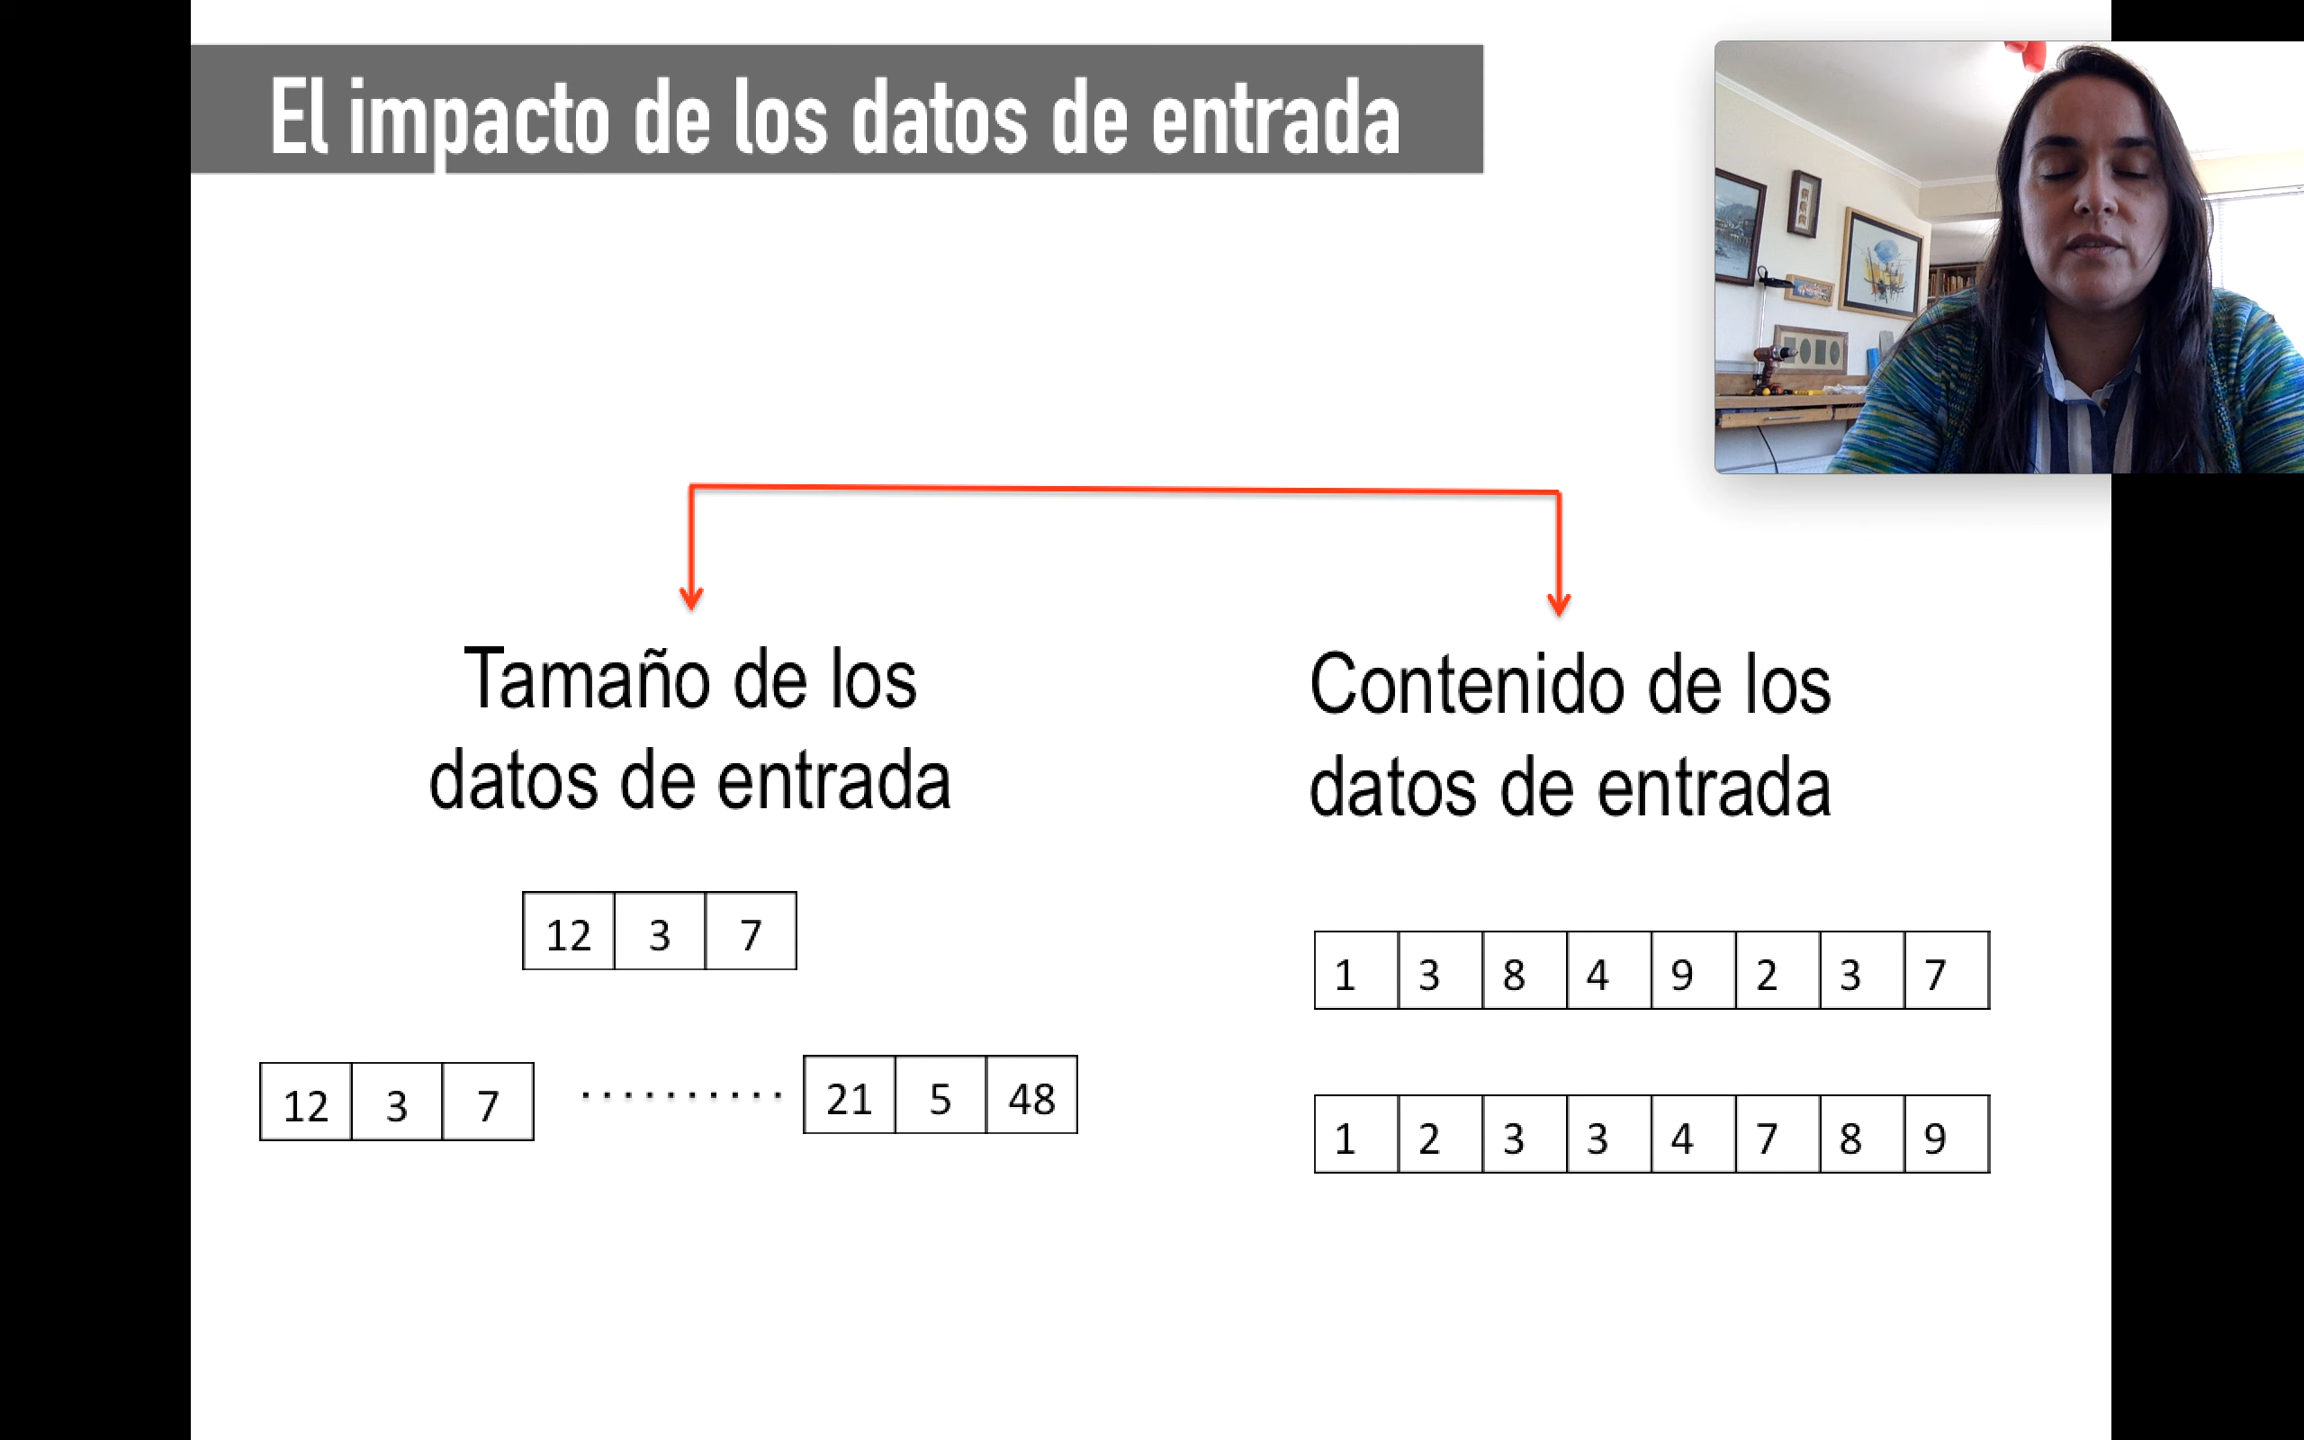 El impacto de los datos de entrada
Tamaño de los
datos de entrada
12 3 7
12 3 7 .......... 21 5 48
Contenido de los
datos de entrada
1 3 8 4 9 2 3 7
1 2 3 3 4 7 8 9